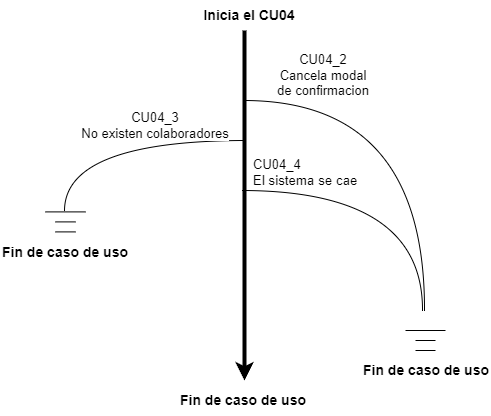 Inicia el CU04
CU04_2
Cancela modal
de confirmacion
CU04_3
No existen colaboradores
CU04_4
El sistema se cae
Fin de caso de uso
Fin de caso de uso
Fin de caso de uso